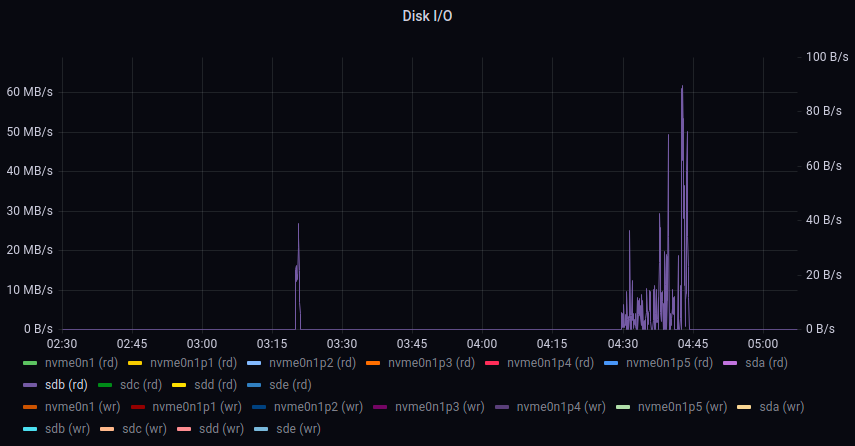 Disk I/O
100 B/s
60 MB/s
80 B/s
50 MB/s
40 MB/s
60 B/s
30 MB/s
40 B/s
20 MB/s
20 B/s
10 MB/s
0 B/s 0 B/s
02:30 02:45 03:00 03:15 03:30 03:45 04:00 04:15 04:30 04:45 05:00
nvme0n1 (rd) nvme0n1p1 (rd) nvme0n1p2 (rd) nvme0n1p3 (rd) nvme0n1p4 (rd) nvme0n1p5 (rd) sda (rd)
sdb (rd) sdc (rd) sdd (rd) sde (rd)
nvme0n1 (wr) nvme0n1p1 (wr) nvme0n1p2 (wr) nvme0n1p3 (wr) nvme0n1p4 (wr) nvme0n1p5 (wr) sda (wr)
sdb (wr) sdc (wr) sdd (wr) sde (wr)